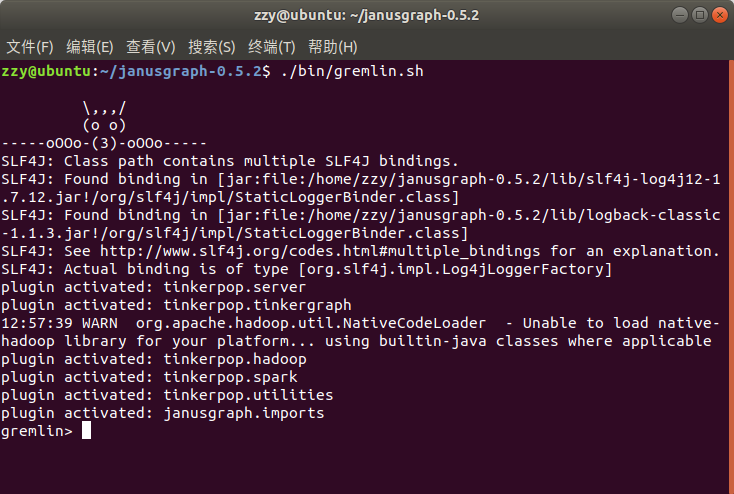 zzy@ubuntu: ~/janusgraph-0.5.2
文件(F) 编辑(E) 查看(V) 搜索(S) 终端(T) 帮助(H)
zzy@ubuntu:~/janusgraph-0.5.2$ ./bin/gremlin.sh
         \,,,/
         (o o)
-----oOOo-(3)-oOOo-----
SLF4J: Class path contains multiple SLF4J bindings.
SLF4J: Found binding in [jar:file:/home/zzy/janusgraph-0.5.2/lib/slf4j-log4j12-1
.7.12.jar!/org/slf4j/impl/StaticLoggerBinder.class]
SLF4J: Found binding in [jar:file:/home/zzy/janusgraph-0.5.2/lib/logback-classic
-1.1.3.jar!/org/slf4j/impl/StaticLoggerBinder.class]
SLF4J: See http://www.slf4j.org/codes.html#multiple_bindings for an explanation.
SLF4J: Actual binding is of type [org.slf4j.impl.Log4jLoggerFactory]
plugin activated: tinkerpop.server
plugin activated: tinkerpop.tinkergraph
12:57:39 WARN  org.apache.hadoop.util.NativeCodeLoader  - Unable to load native-
hadoop library for your platform... using builtin-java classes where applicable
plugin activated: tinkerpop.hadoop
plugin activated: tinkerpop.spark
plugin activated: tinkerpop.utilities
plugin activated: janusgraph.imports
gremlin>